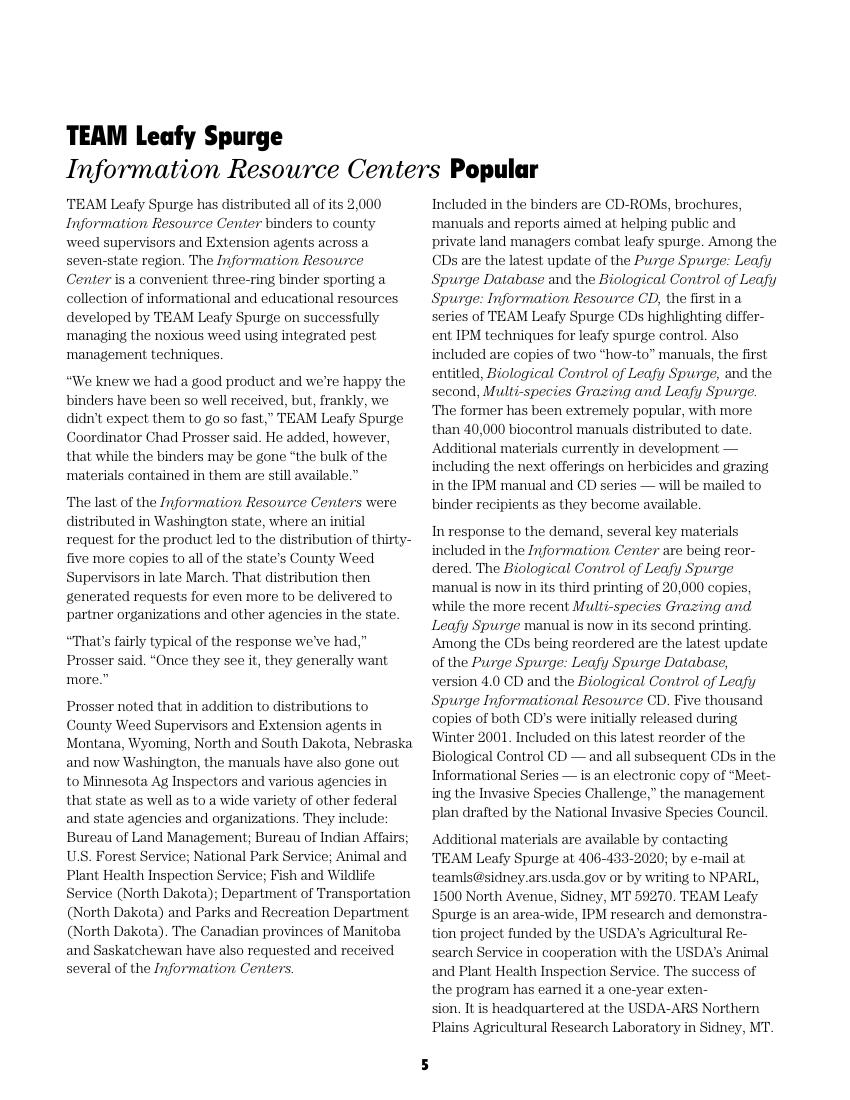 TEAM Leafy Spurge
Information Resource Centers Popular
TEAM Leafy Spurge has distributed all of its 2,000
Information Resource Center binders to county
weed supervisors and Extension agents across a
seven-state region. The Information Resource
Center is a convenient three-ring binder sporting a
collection of informational and educational resources
developed by TEAM Leafy Spurge on successfully
managing the noxious weed using integrated pest
management techniques.
“We knew we had a good product and we’re happy the
binders have been so well received, but, frankly, we
didn’t expect them to go so fast,” TEAM Leafy Spurge
Coordinator Chad Prosser said. He added, however,
that while the binders may be gone “the bulk of the
materials contained in them are still available.”
The last of the Information Resource Centers were
distributed in Washington state, where an initial
request for the product led to the distribution of thirty-
five more copies to all of the state’s County Weed
Supervisors in late March. That distribution then
generated requests for even more to be delivered to
partner organizations and other agencies in the state.
“That’s fairly typical of the response we’ve had,”
Prosser said. “Once they see it, they generally want
more.”
Prosser noted that in addition to distributions to
County Weed Supervisors and Extension agents in
Montana, Wyoming, North and South Dakota, Nebraska
and now Washington, the manuals have also gone out
to Minnesota Ag Inspectors and various agencies in
that state as well as to a wide variety of other federal
and state agencies and organizations. They include:
Bureau of Land Management; Bureau of Indian Affairs;
U.S. Forest Service; National Park Service; Animal and
Plant Health Inspection Service; Fish and Wildlife
Service (North Dakota); Department of Transportation
(North Dakota) and Parks and Recreation Department
(North Dakota). The Canadian provinces of Manitoba
and Saskatchewan have also requested and received
several of the Information Centers.
Included in the binders are CD-ROMs, brochures,
manuals and reports aimed at helping public and
private land managers combat leafy spurge. Among the
CDs are the latest update of the Purge Spurge: Leafy
Spurge Database and the Biological Control of Leafy
Spurge: Information Resource CD, the first in a
series of TEAM Leafy Spurge CDs highlighting differ-
ent IPM techniques for leafy spurge control. Also
included are copies of two “how-to” manuals, the first
entitled, Biological Control of Leafy Spurge, and the
second, Multi-species Grazing and Leafy Spurge.
The former has been extremely popular, with more
than 40,000 biocontrol manuals distributed to date.
Additional materials currently in development —
including the next offerings on herbicides and grazing
in the IPM manual and CD series — will be mailed to
binder recipients as they become available.
In response to the demand, several key materials
included in the Information Center are being reor-
dered. The Biological Control of Leafy Spurge
manual is now in its third printing of 20,000 copies,
while the more recent Multi-species Grazing and
Leafy Spurge manual is now in its second printing.
Among the CDs being reordered are the latest update
of the Purge Spurge: Leafy Spurge Database,
version 4.0 CD and the Biological Control of Leafy
Spurge Informational Resource CD. Five thousand
copies of both CD’s were initially released during
Winter 2001. Included on this latest reorder of the
Biological Control CD — and all subsequent CDs in the
Informational Series — is an electronic copy of “Meet-
ing the Invasive Species Challenge,” the management
plan drafted by the National Invasive Species Council.
Additional materials are available by contacting
TEAM Leafy Spurge at 406-433-2020; by e-mail at
teamls@sidney.ars.usda.gov or by writing to NPARL,
1500 North Avenue, Sidney, MT 59270. TEAM Leafy
Spurge is an area-wide, IPM research and demonstra-
tion project funded by the USDA’s Agricultural Re-
search Service in cooperation with the USDA’s Animal
and Plant Health Inspection Service. The success of
the program has earned it a one-year exten-
sion. It is headquartered at the USDA-ARS Northern
Plains Agricultural Research Laboratory in Sidney, MT.
5